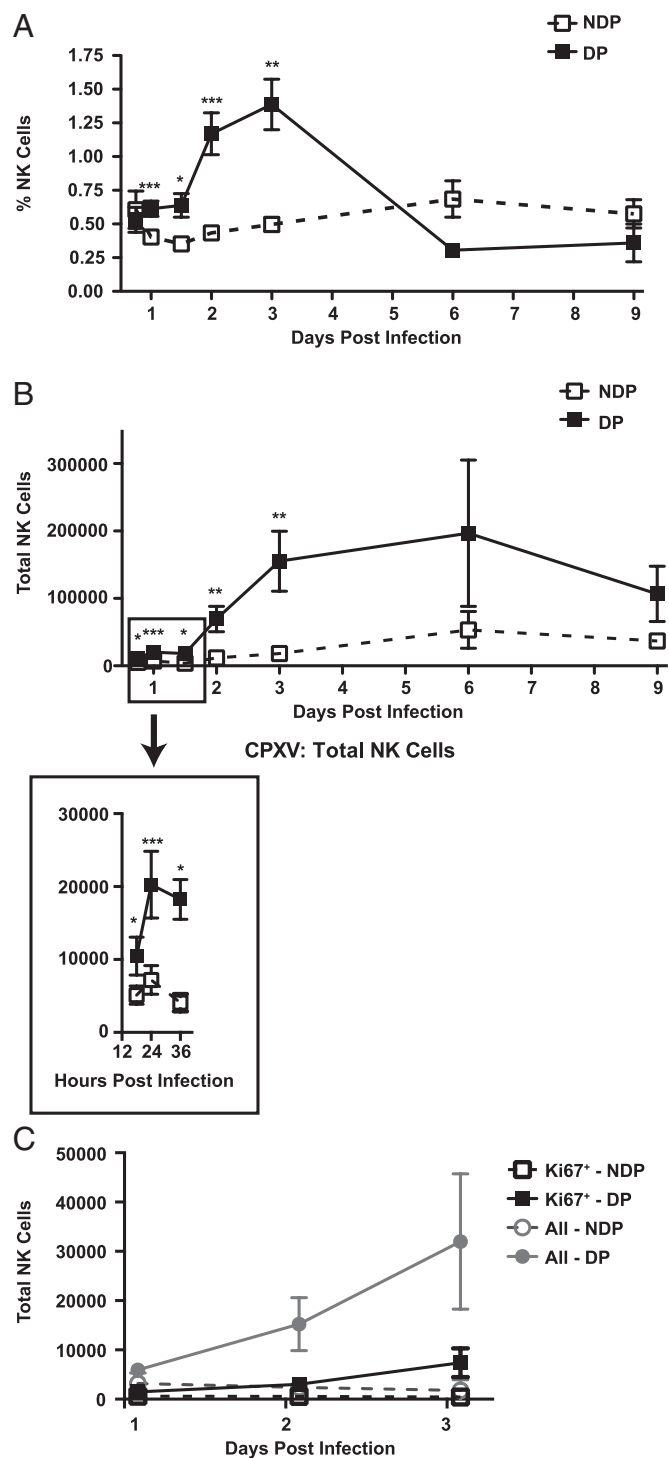 A
NDP
DP
1.75
1.50
1.25
1.00
0.75
0.50
0.25
0.00
% NK Cells
***
*
***
**
1 2 3 4 5 6 7 8 9
Days Post Infection
B
NDP
DP
300000
200000
100000
0
Total NK Cells
*
***
*
**
**
1 2 3 4 5 6 7 8 9
Days Post Infection
CPXV: Total NK Cells
30000
20000
10000
0
*
***
*
12 24 36
Hours Post Infection
C
50000
40000
30000
20000
10000
0
Total NK Cells
Ki67+ - NDP
Ki67+ - DP
All - NDP
All - DP
1 2 3
Days Post Infection